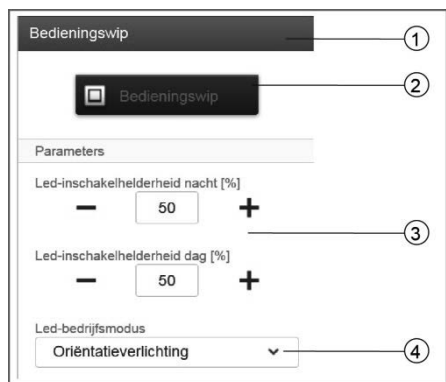 Bedieningswip
1
Bedieningswip
2
Parameters
Led-inschakelhelderheid nacht [%]
− 50 +
3
Led-inschakelhelderheid dag [%]
− 50 +
Led-bedrijfsmodus
Oriëntatieverlichting
4